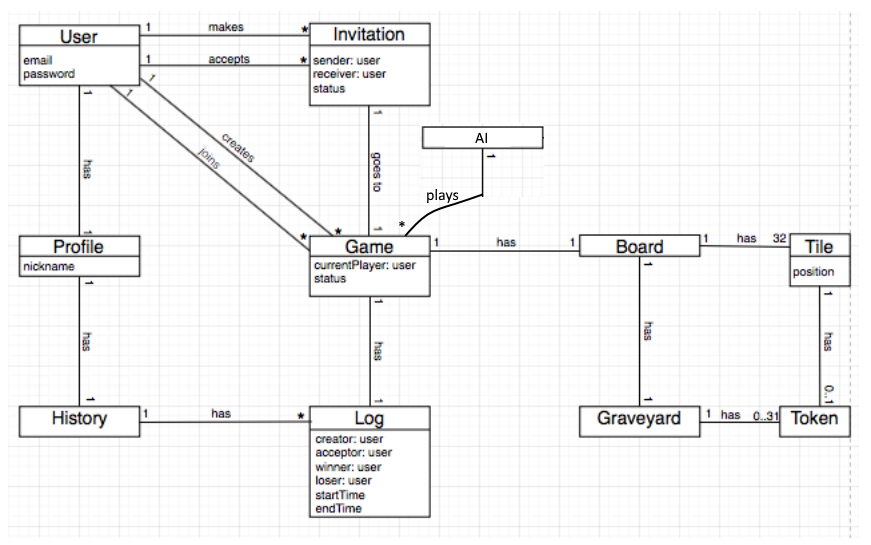 User
email
password
1 makes *
1 accepts *
Invitation
sender: user
receiver: user
status
1
creates
*
1
joins
*
1
goes to
1
AI
1
plays
*
1
has
1
Profile
nickname
Game
currentPlayer: user
status
1 has 1
Board
1 has 32
Tile
position
1
has
1
1
has
1
1
has
1
1
has
0..1
History
1 has *
Log
creator: user
acceptor: user
winner: user
loser: user
startTime
endTime
Graveyard
1 has 0..31
Token